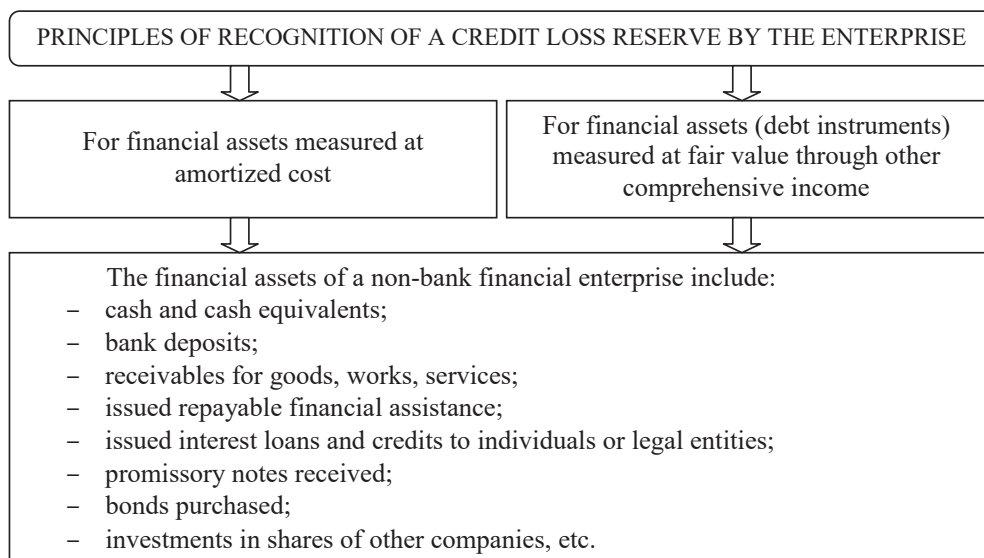 PRINCIPLES OF RECOGNITION OF A CREDIT LOSS RESERVE BY THE ENTERPRISE
For financial assets measured at
amortized cost
For financial assets (debt instruments)
measured at fair value through other
comprehensive income
The financial assets of a non-bank financial enterprise include:
– cash and cash equivalents;
– bank deposits;
– receivables for goods, works, services;
– issued repayable financial assistance;
– issued interest loans and credits to individuals or legal entities;
– promissory notes received;
– bonds purchased;
– investments in shares of other companies, etc.